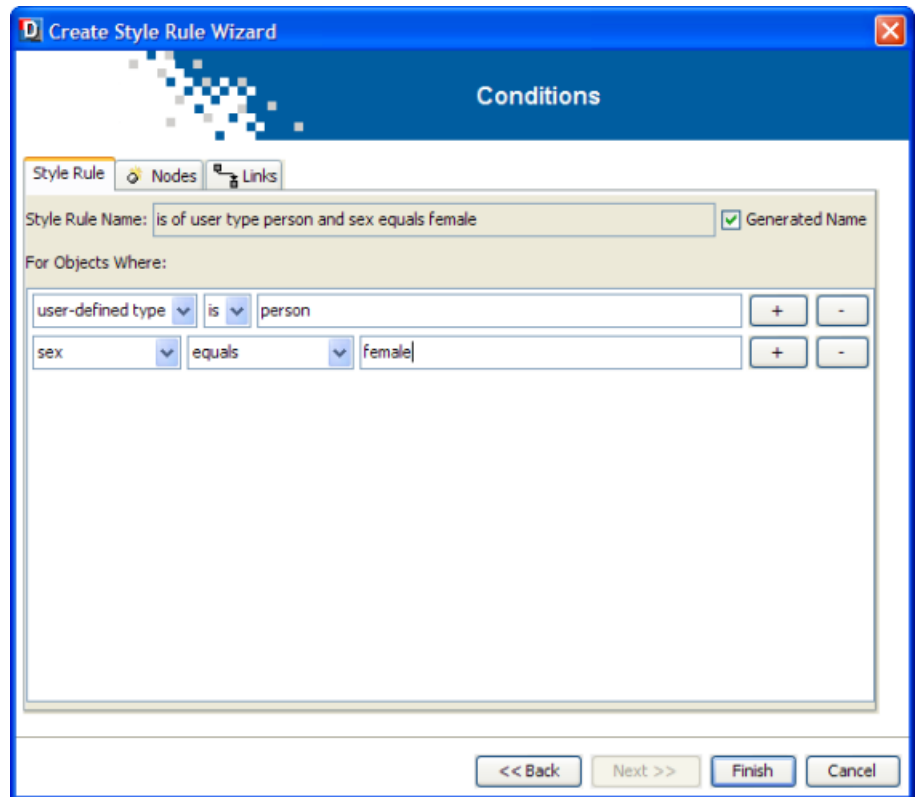 D Create Style Rule Wizard
Conditions
Style Rule Nodes Links
Style Rule Name: is of user type person and sex equals female Generated Name
For Objects Where:
user-defined type is person + -
sex equals female + -
<< Back Next >> Finish Cancel